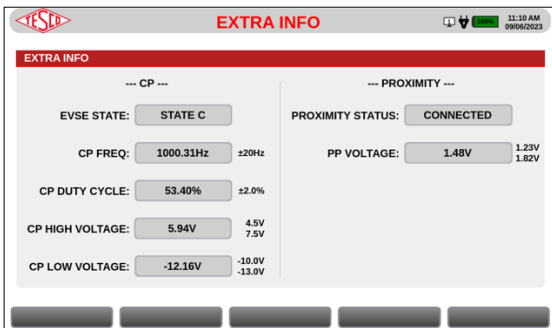 TESCO
EXTRA INFO
100%
11:10 AM
09/06/2023
EXTRA INFO
--- CP ---
EVSE STATE: STATE C
CP FREQ: 1000.31Hz ±20Hz
CP DUTY CYCLE: 53.40% ±2.0%
CP HIGH VOLTAGE: 5.94V 4.5V
7.5V
CP LOW VOLTAGE: -12.16V -10.0V
-13.0V
--- PROXIMITY ---
PROXIMITY STATUS: CONNECTED
PP VOLTAGE: 1.48V 1.23V
1.82V